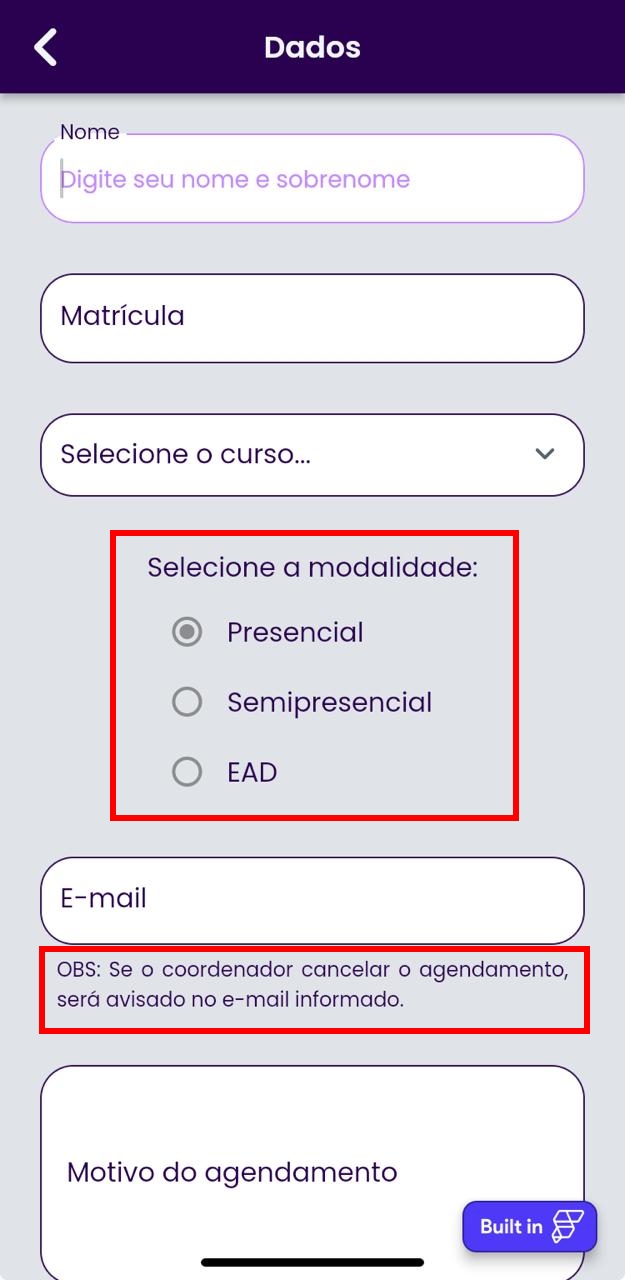 Dados
Nome
Digite seu nome e sobrenome
Matrícula
Selecione o curso...
Selecione a modalidade:
Presencial
Semipresencial
EAD
E-mail
OBS: Se o coordenador cancelar o agendamento,
será avisado no e-mail informado.
Motivo do agendamento
Built in